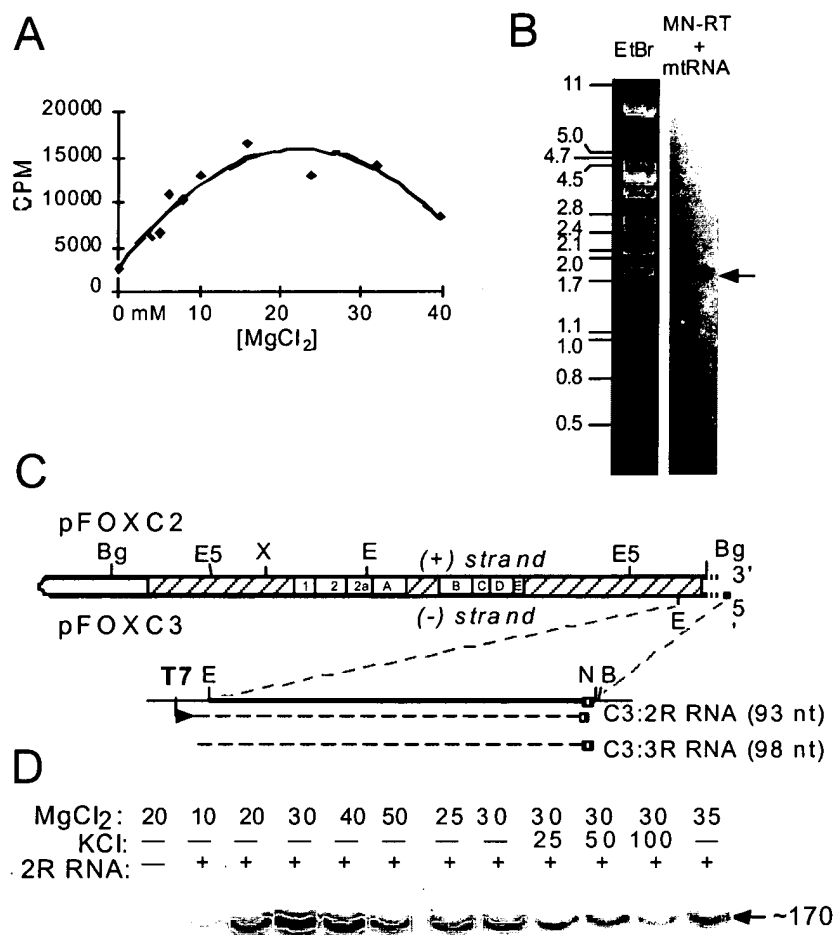 A
20000
15000
10000
5000
0
CPM
0 mM 10 20 30 40
[MgCl₂]
B
EtBr
MN-RT
+
mtRNA
11
5.0
4.7
4.5
2.8
2.4
2.1
2.0
1.7
1.1
1.0
0.8
0.5
C
pFOXC2
Bg E5 X E (+) strand E5 Bg
3'
1 2 2a A B C D E
(-) strand
5'
pFOXC3
E
T7 E N B
C3:2R RNA (93 nt)
C3:3R RNA (98 nt)
D
MgCl₂: 20 10 20 30 40 50 25 30 30 30 30 35
KCl: — — — — — — — — 25 50 100 —
2R RNA: — + + + + + + + + + + +
~170